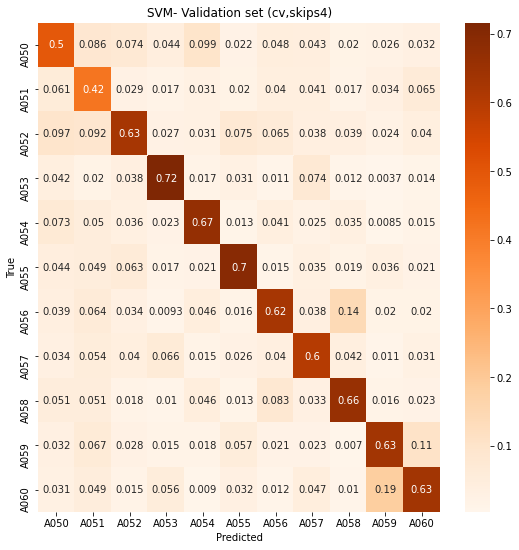 SVM- Validation set (cv,skips4)
A050 0.5 0.086 0.074 0.044 0.099 0.022 0.048 0.043 0.02 0.026 0.032
A051 0.061 0.42 0.029 0.017 0.031 0.02 0.04 0.041 0.017 0.034 0.065
A052 0.097 0.092 0.63 0.027 0.031 0.075 0.065 0.038 0.039 0.024 0.04
A053 0.042 0.02 0.038 0.72 0.017 0.031 0.011 0.074 0.012 0.0037 0.014
A054 0.073 0.05 0.036 0.023 0.67 0.013 0.041 0.025 0.035 0.0085 0.015
A055 0.044 0.049 0.063 0.017 0.021 0.7 0.015 0.035 0.019 0.036 0.021
True
A056 0.039 0.064 0.034 0.0093 0.046 0.016 0.62 0.038 0.14 0.02 0.02
A057 0.034 0.054 0.04 0.066 0.015 0.026 0.04 0.6 0.042 0.011 0.031
A058 0.051 0.051 0.018 0.01 0.046 0.013 0.083 0.033 0.66 0.016 0.023
A059 0.032 0.067 0.028 0.015 0.018 0.057 0.021 0.023 0.007 0.63 0.11
A060 0.031 0.049 0.015 0.056 0.009 0.032 0.012 0.047 0.01 0.19 0.63
A050 A051 A052 A053 A054 A055 A056 A057 A058 A059 A060
Predicted
0.7
0.6
0.5
0.4
0.3
0.2
0.1